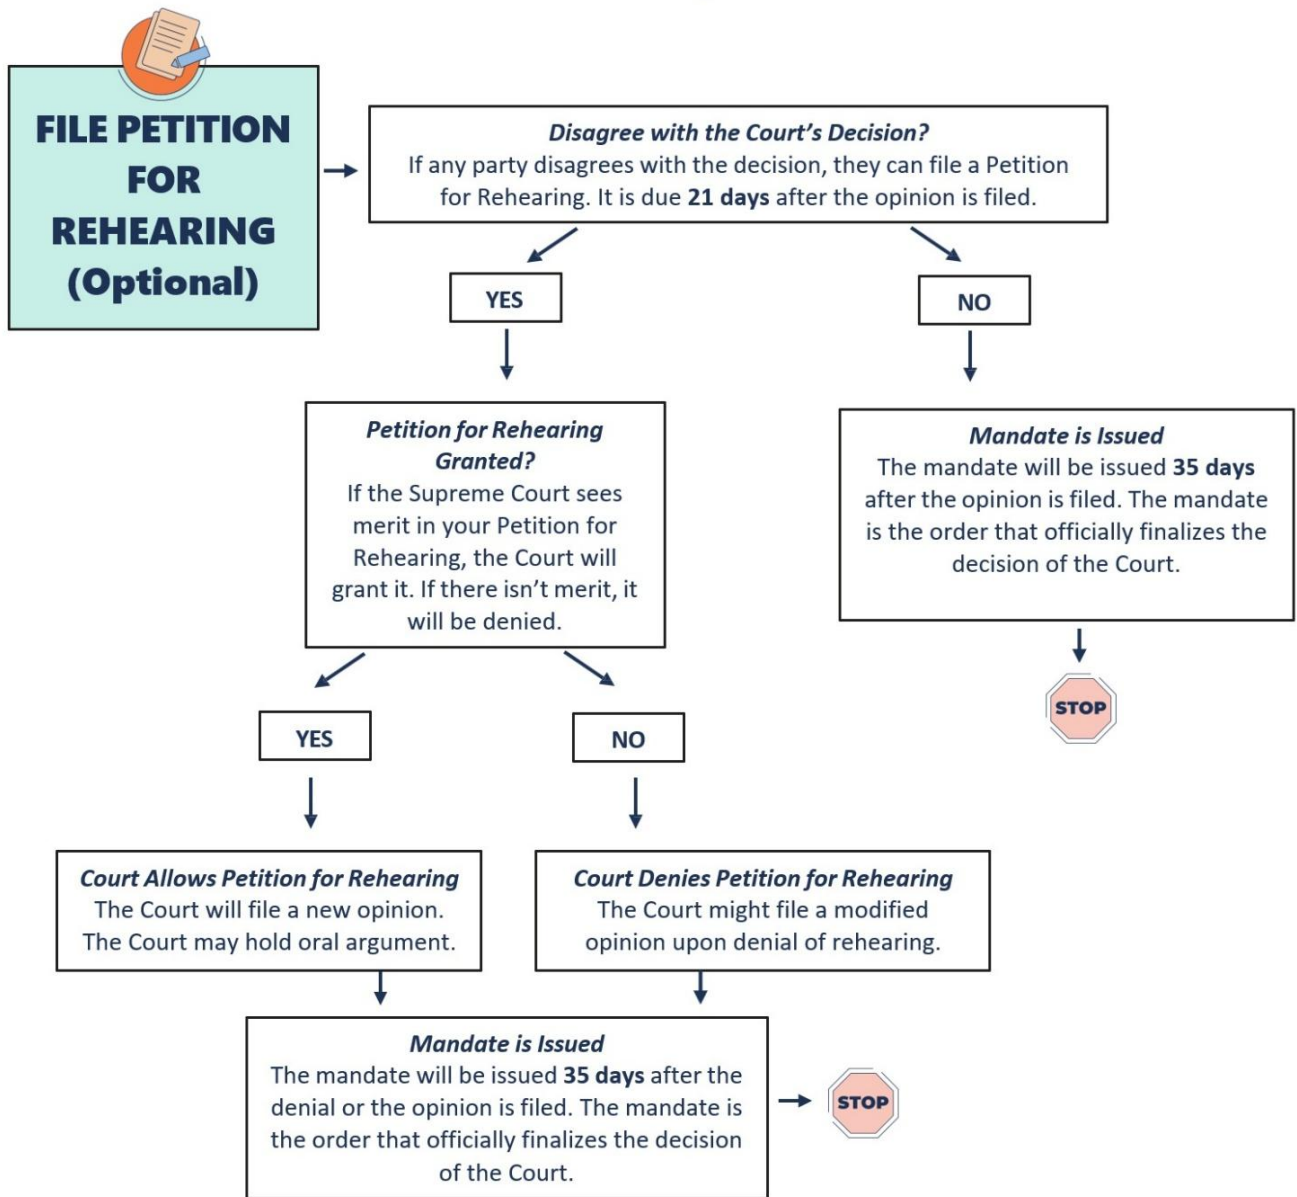 FILE PETITION
FOR
REHEARING
(Optional)
Disagree with the Court's Decision?
If any party disagrees with the decision, they can file a Petition
for Rehearing. It is due 21 days after the opinion is filed.
YES
NO
Petition for Rehearing
Granted?
If the Supreme Court sees
merit in your Petition for
Rehearing, the Court will
grant it. If there isn't merit, it
will be denied.
Mandate is Issued
The mandate will be issued 35 days
after the opinion is filed. The mandate
is the order that officially finalizes the
decision of the Court.
STOP
YES
NO
Court Allows Petition for Rehearing
The Court will file a new opinion.
The Court may hold oral argument.
Court Denies Petition for Rehearing
The Court might file a modified
opinion upon denial of rehearing.
Mandate is Issued
The mandate will be issued 35 days after the
denial or the opinion is filed. The mandate is
the order that officially finalizes the decision
of the Court.
STOP